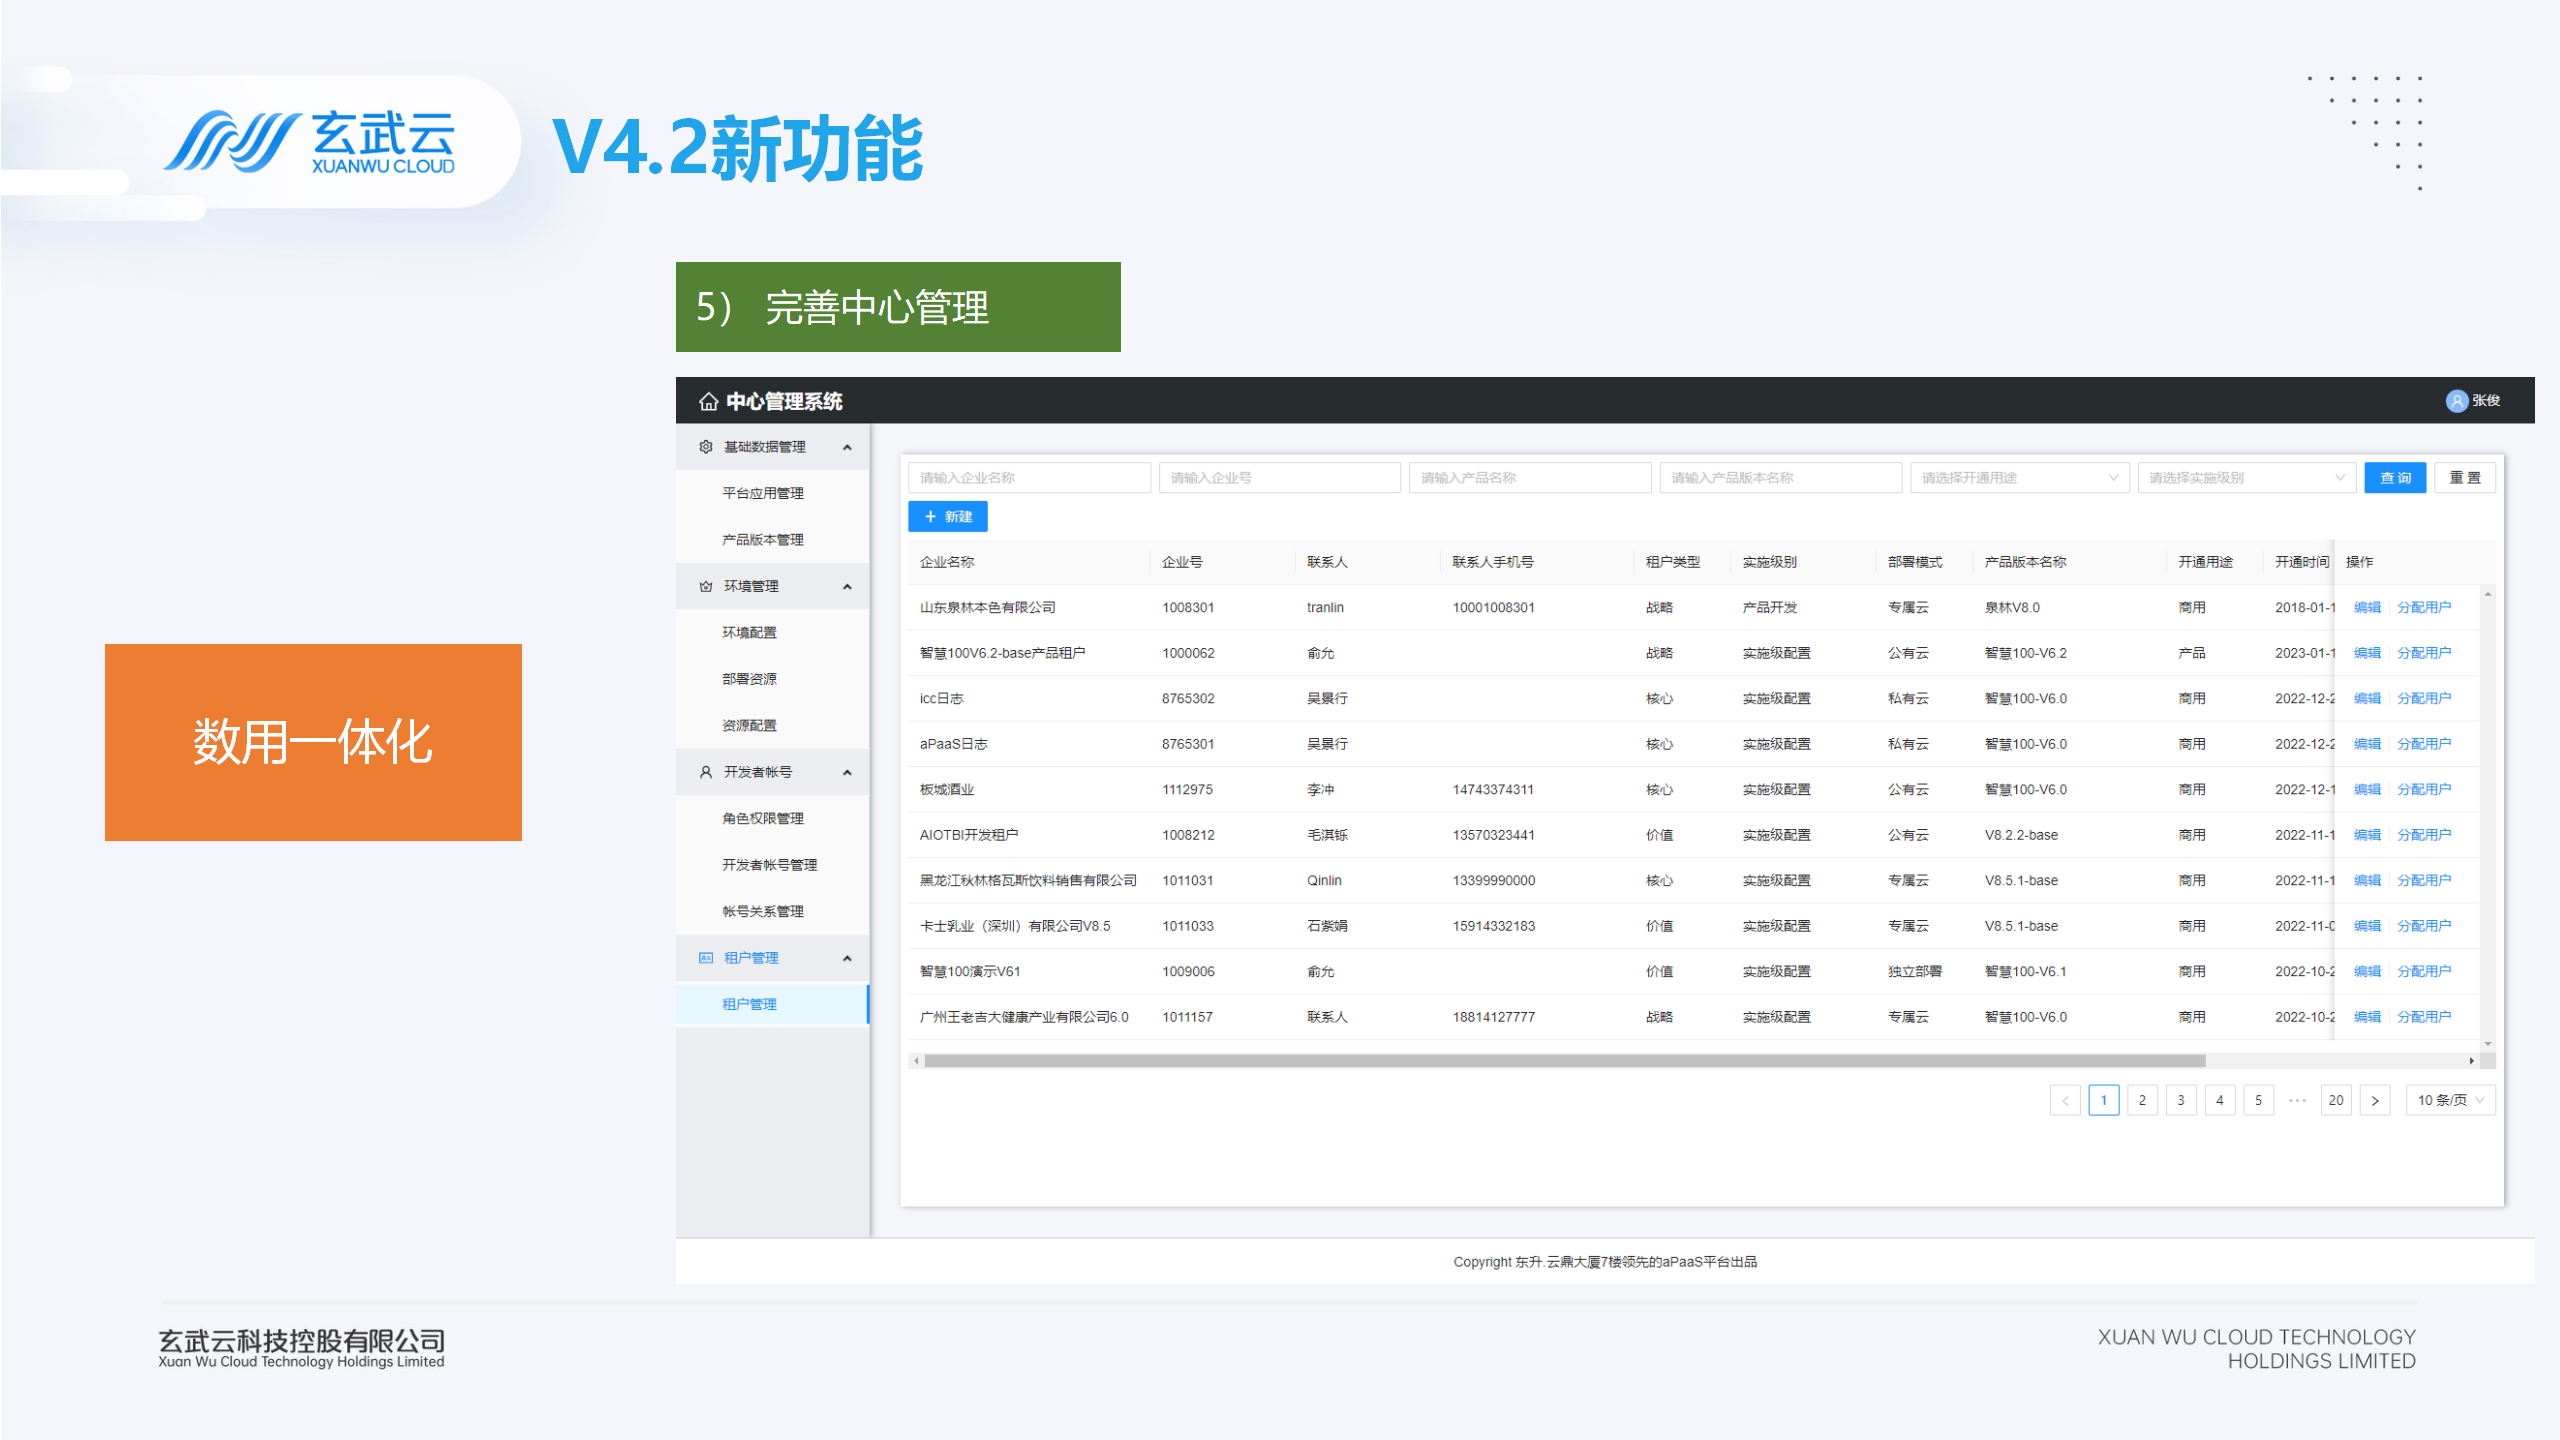 玄武云
XUANWU CLOUD
V4.2新功能
5） 完善中心管理
数用一体化
中心管理系统
张俊
基础数据管理
平台应用管理
产品版本管理
环境管理
环境配置
部署资源
资源配置
开发者帐号
角色权限管理
开发者帐号管理
帐号关系管理
租户管理
租户管理
请输入企业名称 请输入企业号 请输入产品名称 请输入产品版本名称 请选择开通用途 请选择实施级别 查 询 重 置
+ 新建
企业名称 企业号 联系人 联系人手机号 租户类型 实施级别 部署模式 产品版本名称 开通用途 开通时间 操作
山东泉林本色有限公司 1008301 tranlin 10001008301 战略 产品开发 专属云 泉林V8.0 商用 2018-01-1 编辑 分配用户
智慧100V6.2-base产品租户 1000062 俞允 战略 实施级配置 公有云 智慧100-V6.2 产品 2023-01-1 编辑 分配用户
icc日志 8765302 吴景行 核心 实施级配置 私有云 智慧100-V6.0 商用 2022-12-2 编辑 分配用户
aPaaS日志 8765301 吴景行 核心 实施级配置 私有云 智慧100-V6.0 商用 2022-12-2 编辑 分配用户
板城酒业 1112975 李冲 14743374311 核心 实施级配置 公有云 智慧100-V6.0 商用 2022-12-1 编辑 分配用户
AIOTBI开发租户 1008212 毛淇铄 13570323441 价值 实施级配置 公有云 V8.2.2-base 商用 2022-11-1 编辑 分配用户
黑龙江秋林格瓦斯饮料销售有限公司 1011031 Qinlin 13399990000 核心 实施级配置 专属云 V8.5.1-base 商用 2022-11-1 编辑 分配用户
卡士乳业（深圳）有限公司V8.5 1011033 石紫娟 15914332183 价值 实施级配置 专属云 V8.5.1-base 商用 2022-11-0 编辑 分配用户
智慧100演示V61 1009006 俞允 价值 实施级配置 独立部署 智慧100-V6.1 商用 2022-10-2 编辑 分配用户
广州王老吉大健康产业有限公司6.0 1011157 联系人 18814127777 战略 实施级配置 专属云 智慧100-V6.0 商用 2022-10-2 编辑 分配用户
< 1 2 3 4 5 ··· 20 > 10 条/页
Copyright 东升.云鼎大厦7楼领先的aPaaS平台出品
玄武云科技控股有限公司
Xuan Wu Cloud Technology Holdings Limited
XUAN WU CLOUD TECHNOLOGY
HOLDINGS LIMITED